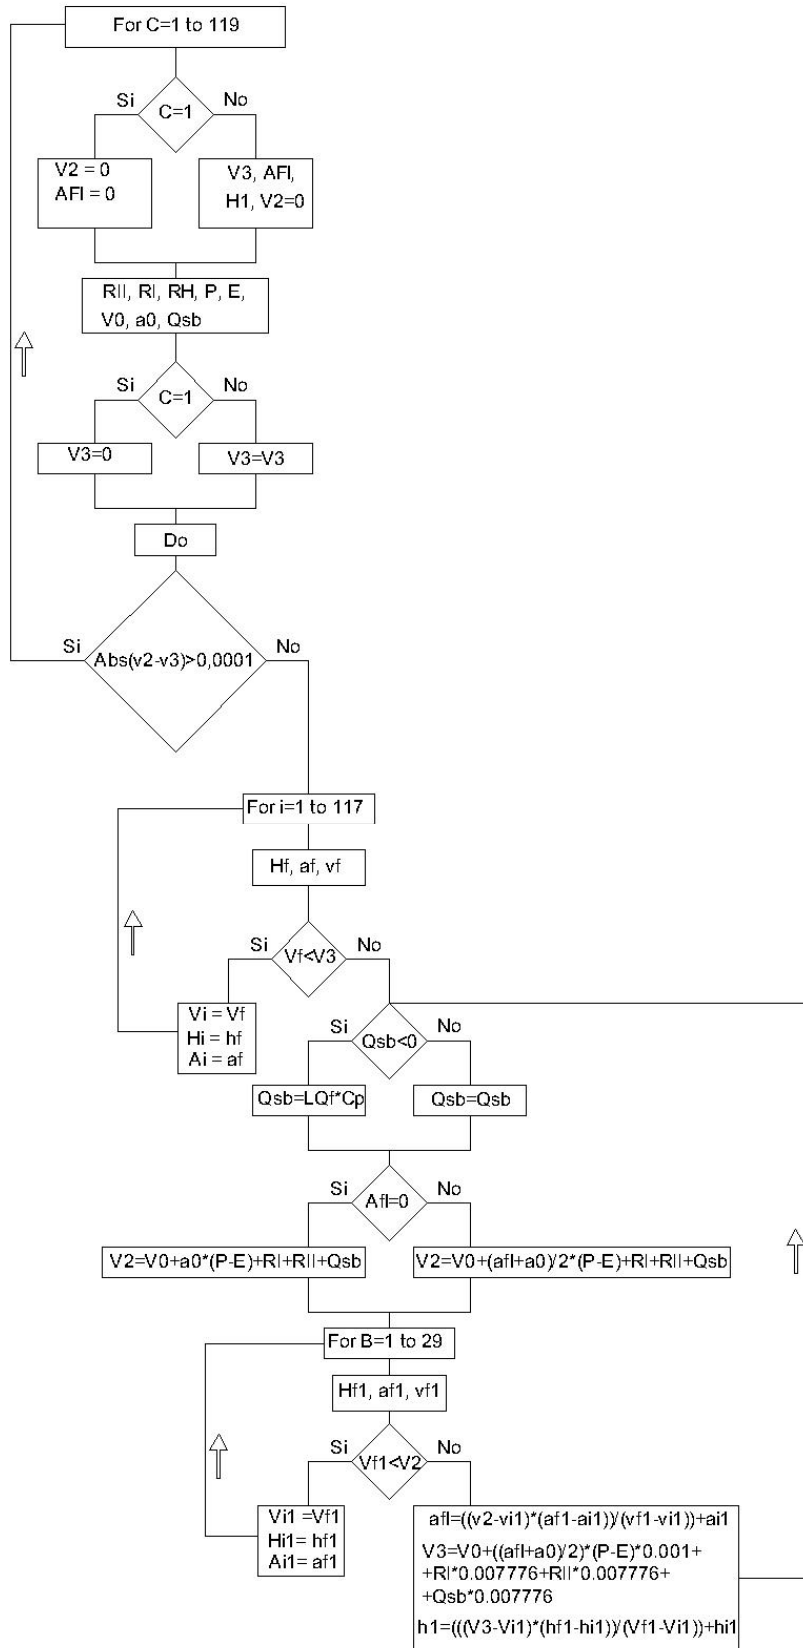 For C=1 to 119
Si
No
C=1
V2 = 0
AFI = 0
V3, AFI,
H1, V2=0
RII, RI, RH, P, E,
V0, a0, Qsb
Si
No
C=1
V3=0
V3=V3
Do
Si
No
Abs(v2-v3)>0,0001
For i=1 to 117
Hf, af, vf
Si
No
Vf<V3
Vi = Vf
Hi = hf
Ai = af
Si
No
Qsb<0
Qsb=LQf*Cp
Qsb=Qsb
Si
No
Afl=0
V2=V0+a0*(P-E)+RI+RII+Qsb
V2=V0+(afl+a0)/2*(P-E)+RI+RII+Qsb
For B=1 to 29
Hf1, af1, vf1
Si
No
Vf1<V2
Vi1 =Vf1
Hi1= hf1
Ai1= af1
afl=((v2-vi1)*(af1-ai1))/(vf1-vi1))+ai1
V3=V0+((afl+a0)/2)*(P-E)*0.001+
+RI*0.007776+RII*0.007776+
+Qsb*0.007776
h1=(((V3-Vi1)*(hf1-hi1))/(Vf1-Vi1))+hi1